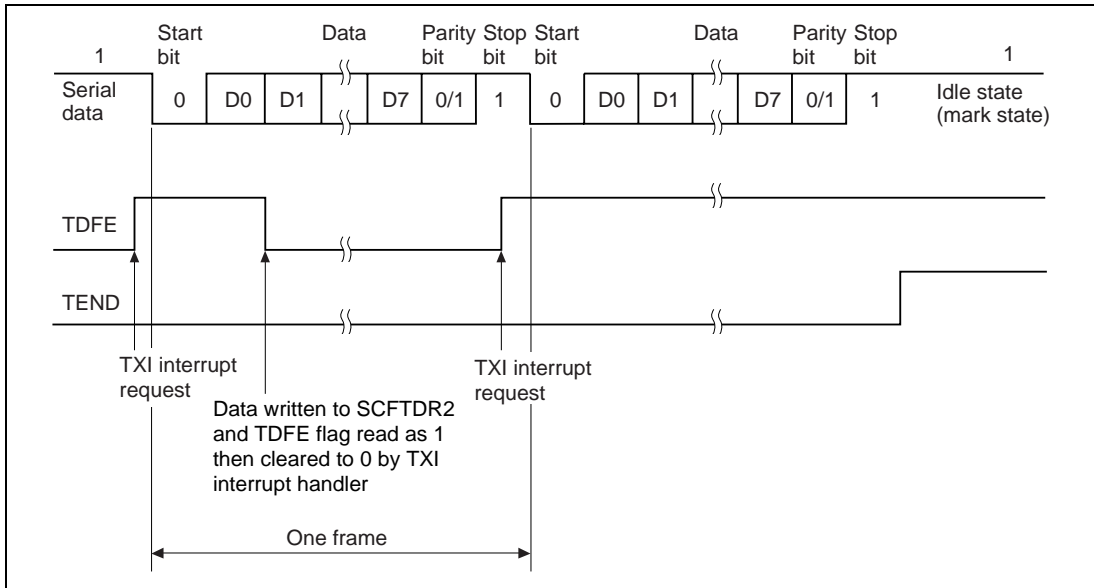 Start Data Parity Stop Start Data Parity Stop
1 bit bit bit bit bit bit 1
Serial data 0 D0 D1 D7 0/1 1 0 D0 D1 D7 0/1 1 Idle state
(mark state)
TDFE
TEND
TXI interrupt
request
TXI interrupt
request
Data written to SCFTDR2
and TDFE flag read as 1
then cleared to 0 by TXI
interrupt handler
One frame